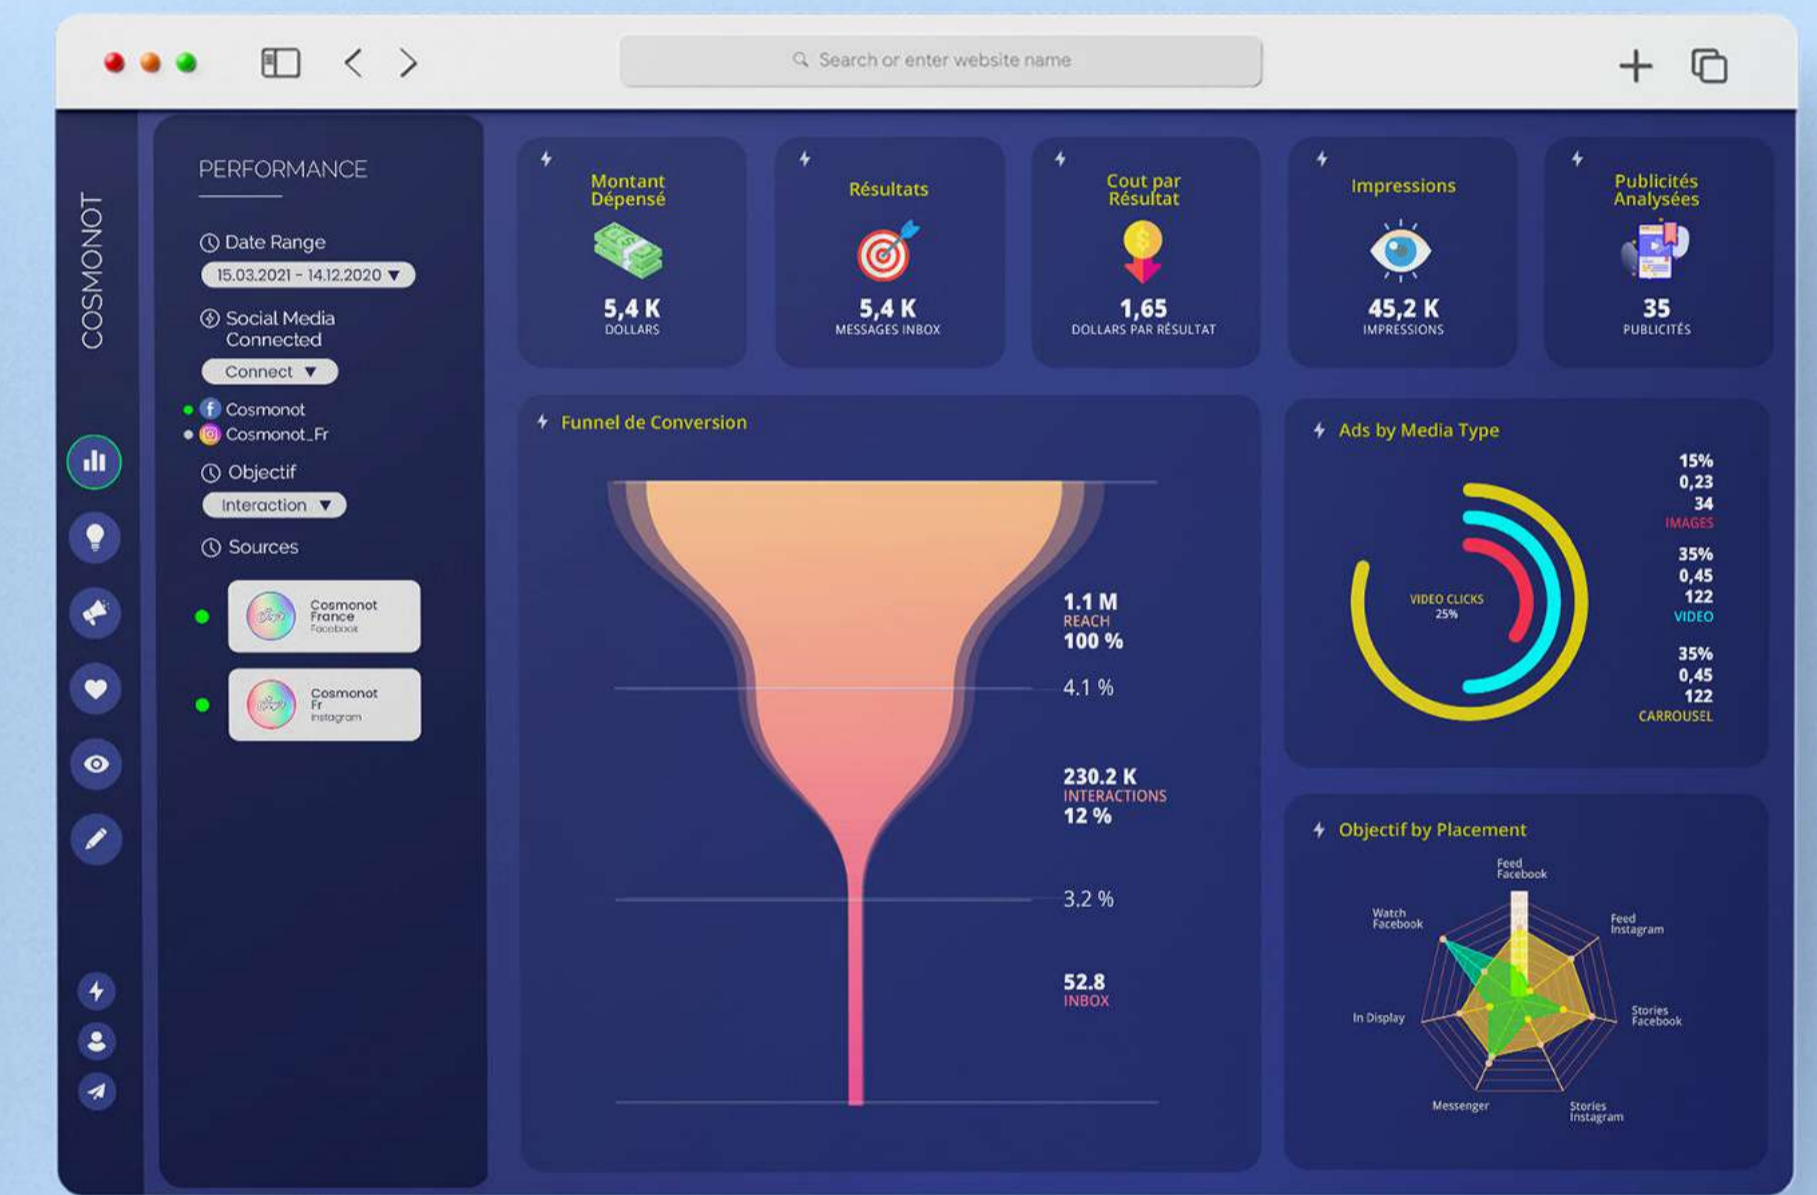 Search or enter website name
COSMONOT
PERFORMANCE
Date Range
15.03.2021 - 14.12.2020 ▼
Social Media
Connected
Connect ▼
Cosmonot
Cosmonot_Fr
Objectif
Interaction ▼
Sources
Cosmonot
France
Facebook
Cosmonot
Fr
Instagram
Montant
Dépensé
5,4 K
DOLLARS
Résultats
5,4 K
MESSAGES INBOX
Cout par
Résultat
1,65
DOLLARS PAR RÉSULTAT
Impressions
45,2 K
IMPRESSIONS
Publicités
Analysées
35
PUBLICITÉS
Funnel de Conversion
1.1 M
REACH
100 %
4.1 %
230.2 K
INTERACTIONS
12 %
3.2 %
52.8
INBOX
Ads by Media Type
VIDEO CLICKS
25%
15%
0,23
34
IMAGES
35%
0,45
122
VIDEO
35%
0,45
122
CARROUSEL
Objectif by Placement
Feed
Facebook
Watch
Facebook
Feed
Instagram
In Display
Stories
Facebook
Messenger
Stories
Instagram